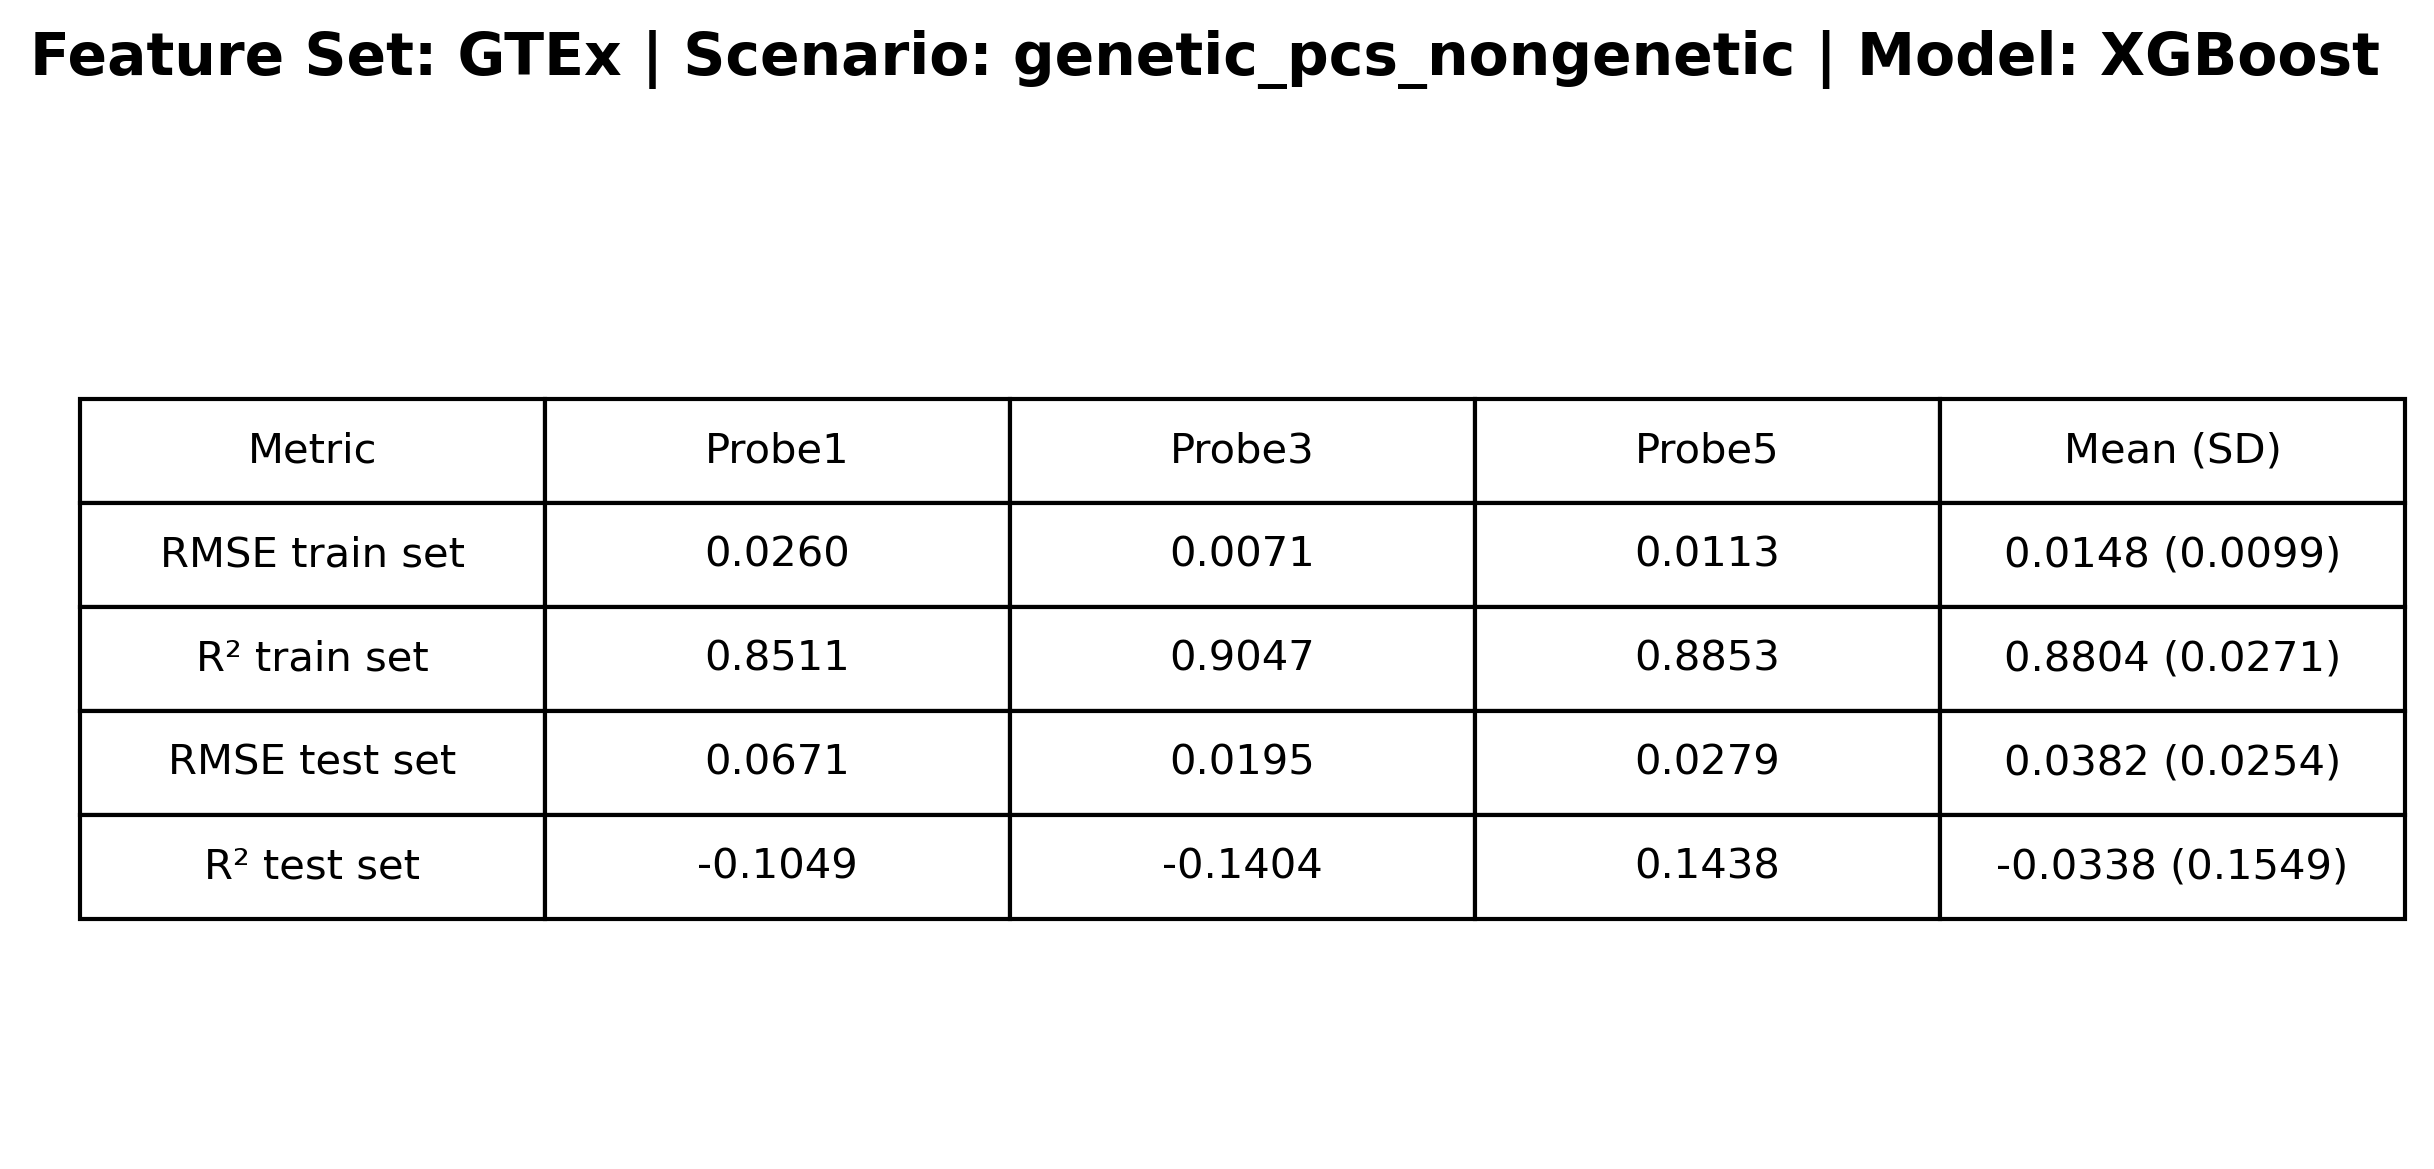 Feature Set: GTEx | Scenario: genetic_pcs_nongenetic | Model: XGBoost
Metric Probe1 Probe3 Probe5 Mean (SD)
RMSE train set 0.0260 0.0071 0.0113 0.0148 (0.0099)
R² train set 0.8511 0.9047 0.8853 0.8804 (0.0271)
RMSE test set 0.0671 0.0195 0.0279 0.0382 (0.0254)
R² test set -0.1049 -0.1404 0.1438 -0.0338 (0.1549)